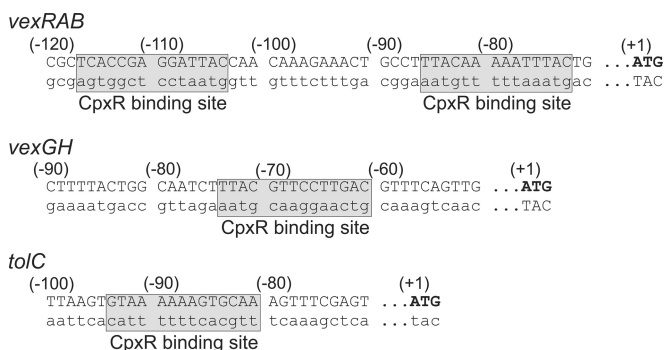 vexRAB
(-120) (-110) (-100) (-90) (-80) (+1)
CGCTCACCGA GGATTACCAA CAAAGAAACT GCCTTTACAA AAATTTACTG ...ATG
gcgagtggct cctaatggtt gtttctttga cggaaatgtt tttaaatgac ...TAC
CpxR binding site CpxR binding site
vexGH
(-90) (-80) (-70) (-60) (+1)
CTTTTACTGG CAATCTTTAC GTTCCTTGAC GTTTCAGTTG ...ATG
gaaaatgacc gttagaaatg caaggaactg caaagtcaac ...TAC
CpxR binding site
tolC
(-100) (-90) (-80) (+1)
TTAAGTGTAA AAAAGTGCAA AGTTTCGAGT ...ATG
aattcacatt ttttcacgtt tcaaagctca ...tac
CpxR binding site